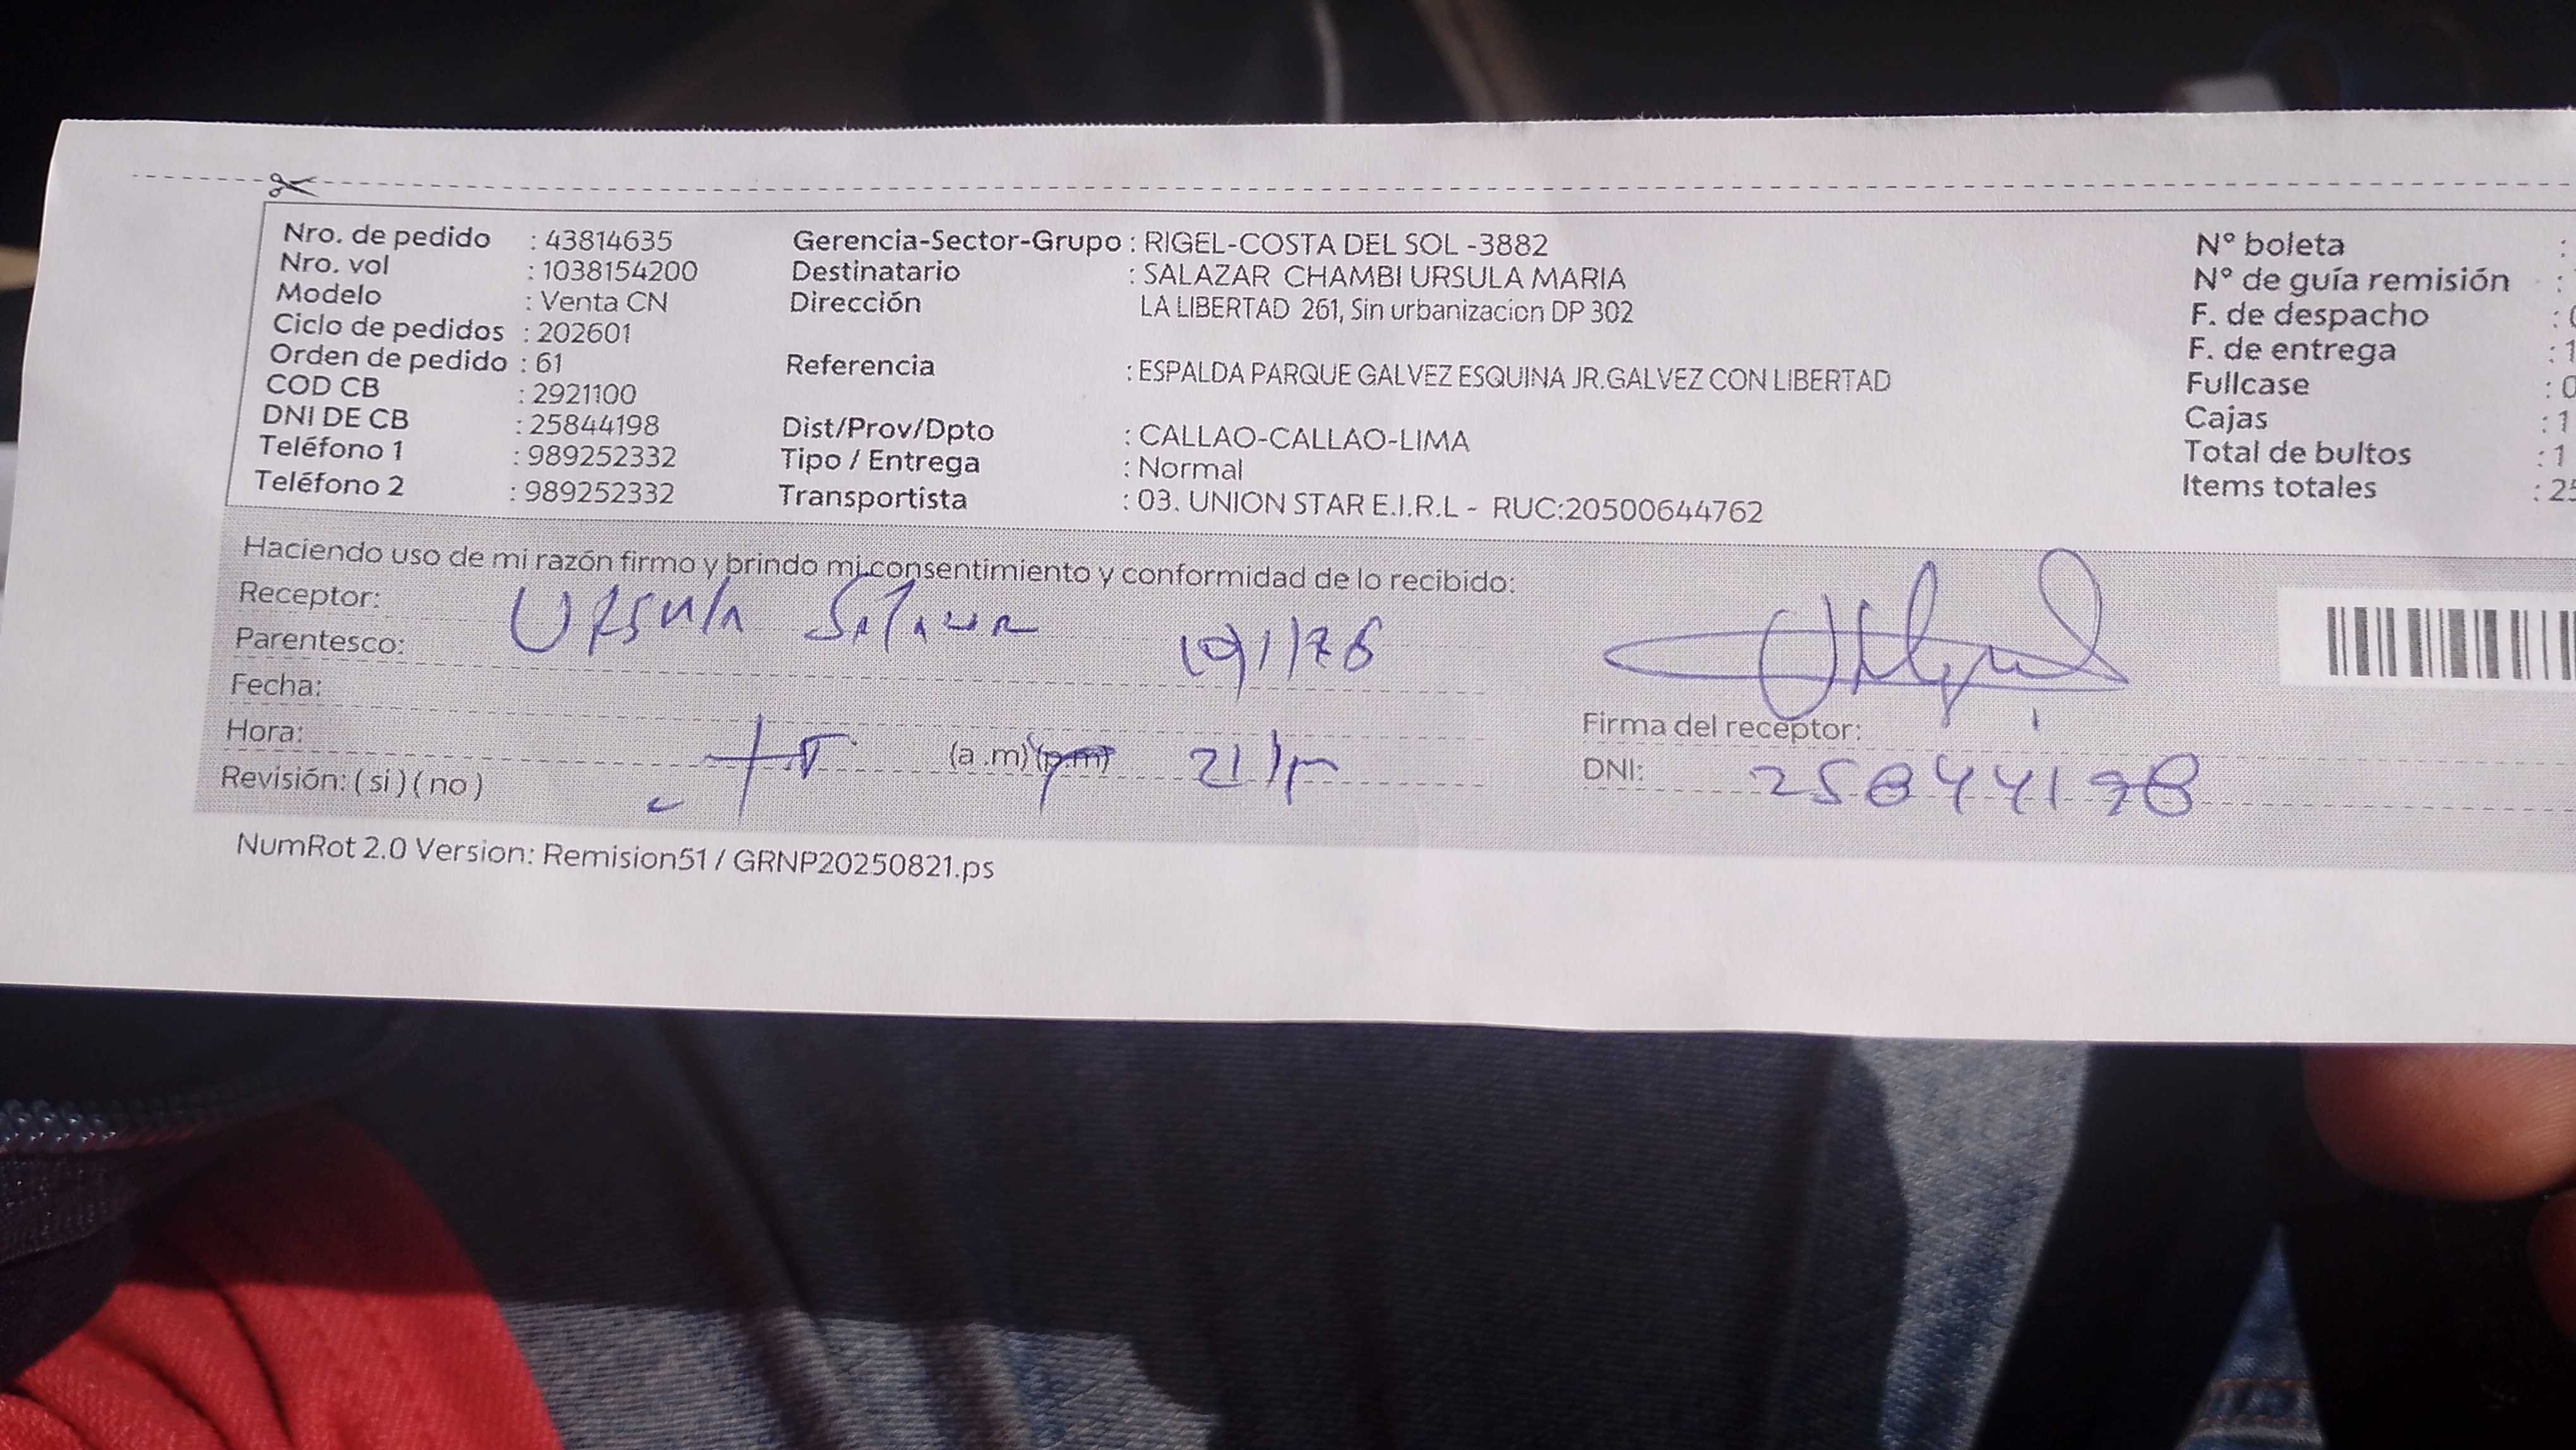 Nro. de pedido : 43814635
Nro. vol : 1038154200
Modelo : Venta CN
Ciclo de pedidos : 202601
Orden de pedido : 61
COD CB : 2921100
DNI DE CB : 25844198
Teléfono 1 : 989252332
Teléfono 2 : 989252332
Gerencia-Sector-Grupo : RIGEL-COSTA DEL SOL -3882
Destinatario : SALAZAR CHAMBI URSULA MARIA
Dirección LA LIBERTAD 261, Sin urbanizacion DP 302
Referencia : ESPALDA PARQUE GALVEZ ESQUINA JR.GALVEZ CON LIBERTAD
Dist/Prov/Dpto : CALLAO-CALLAO-LIMA
Tipo / Entrega : Normal
Transportista : 03. UNION STAR E.I.R.L - RUC:20500644762
N° boleta :
N° de guía remisión :
F. de despacho :
F. de entrega :
Fullcase :
Cajas : 1
Total de bultos : 1
Items totales :
Haciendo uso de mi razón firmo y brindo mi consentimiento y conformidad de lo recibido:
Receptor: Ursula
Parentesco:
Fecha:
Hora: (a.m) (p.m)
Revisión: ( si ) ( no )
Firma del receptor:
DNI: 25844198
NumRot 2.0 Version: Remision51 / GRNP20250821.ps